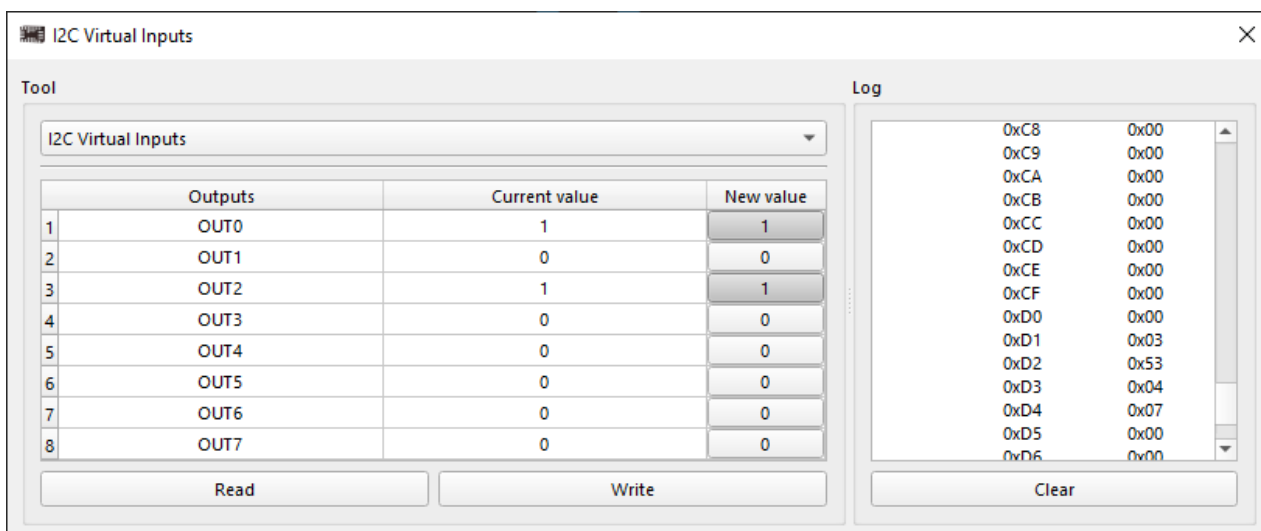 I2C Virtual Inputs
Tool
I2C Virtual Inputs
Outputs Current value New value
1 OUT0 1 1
2 OUT1 0 0
3 OUT2 1 1
4 OUT3 0 0
5 OUT4 0 0
6 OUT5 0 0
7 OUT6 0 0
8 OUT7 0 0
Read Write
Log
0xC8 0x00
0xC9 0x00
0xCA 0x00
0xCB 0x00
0xCC 0x00
0xCD 0x00
0xCE 0x00
0xCF 0x00
0xD0 0x00
0xD1 0x03
0xD2 0x53
0xD3 0x04
0xD4 0x07
0xD5 0x00
0xD6 0x00
Clear